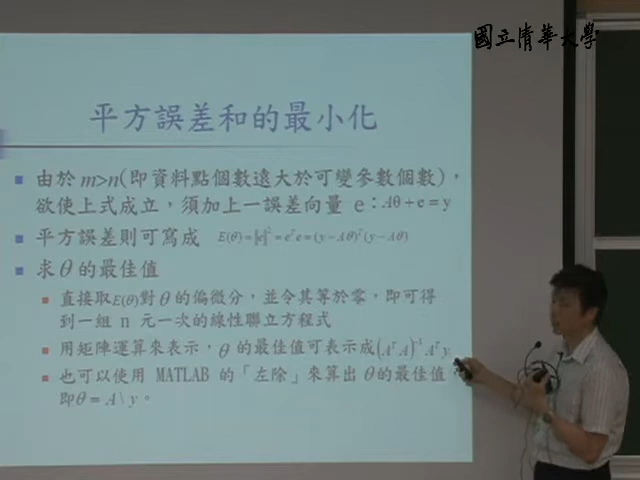 國立清華大學
平方誤差和的最小化
由於 m>n(即資料點個數遠大於可變參數個數),
欲使上式成立,須加上一誤差向量 e:Aθ+e=y
平方誤差則可寫成 E(θ)=|e|²=eᵀe=(y−Aθ)ᵀ(y−Aθ)
求θ的最佳值
直接取E(θ)對θ的偏微分,並令其等於零,即可得
到一組 n 元一次的線性聯立方程式
用矩陣運算來表示,θ的最佳值可表示成(AᵀA)⁻¹Aᵀy
也可以使用 MATLAB 的「左除」來算出θ的最佳值
即θ=A\y。